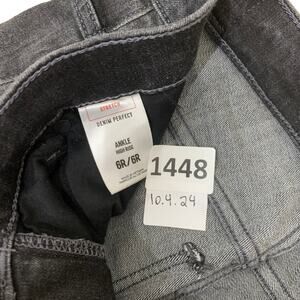 STRETCH
DENIM PERFECT
ANKLE
HIGH RISE
6R/6R
1448
10.4.24